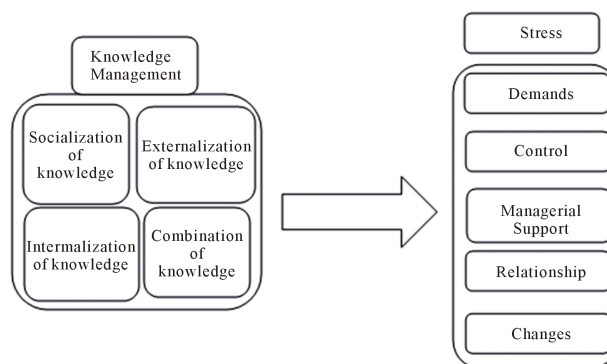 Knowledge
Management
Socialization
of
knowledge
Externalization
of knowledge
Internalization
of knowledge
Combination
of
knowledge
Stress
Demands
Control
Managerial
Support
Relationship
Changes